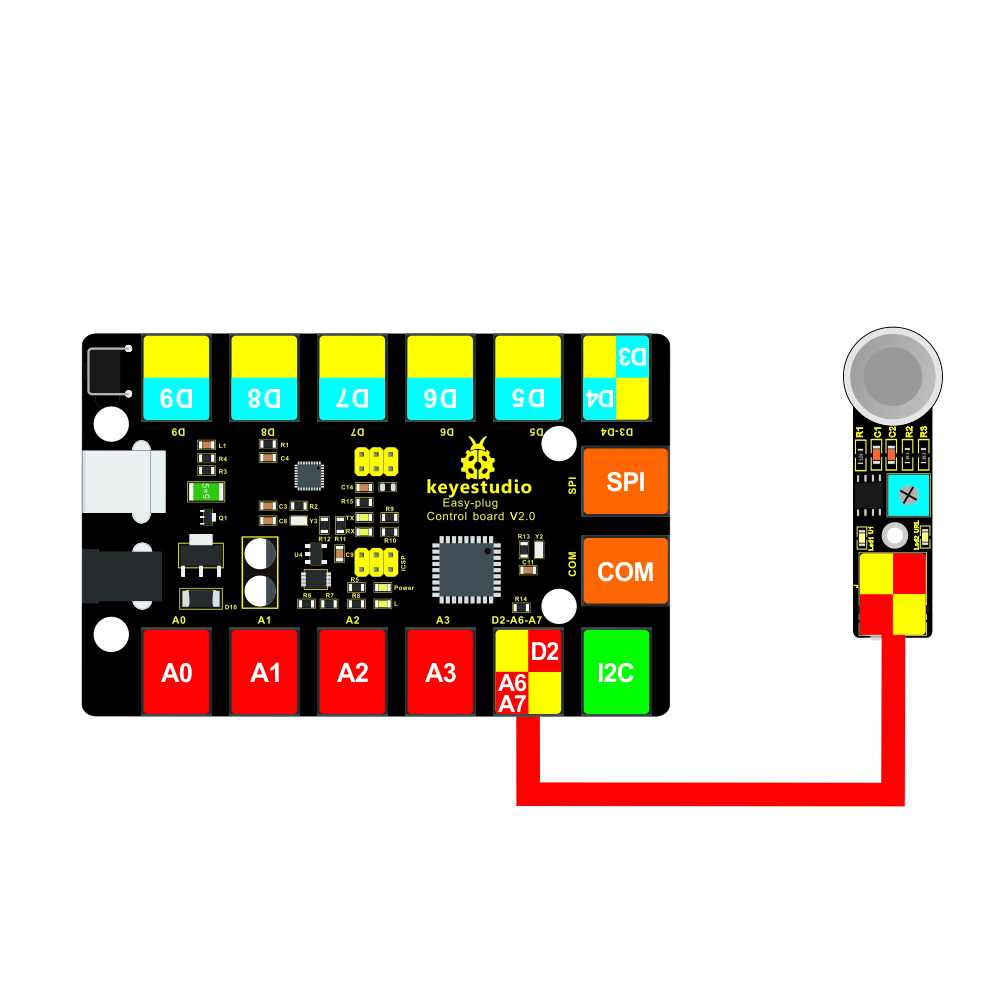 D9 D8 D7 D6 D5 D3
D4
D9 D8 D7 D6 D5 D3-D4
L1 R1
R4 C4
R3
keyestudio
Easy-plug
Control board V2.0
SPI SPI
C14
R15
C3 R2
TX R9
Q1 C8 Y3
RX R10
R12 R11 R13 Y2
U4 C9 ICSP
C11
COM COM
R5 Power
D16 R6 R7 R8 L
R14
A0 A1 A2 A3 D2-A6-A7
A0 A1 A2 A3 D2 I2C
A6
A7
R1 C1 C2 R2 R3
Led1 U1 Led2 URL